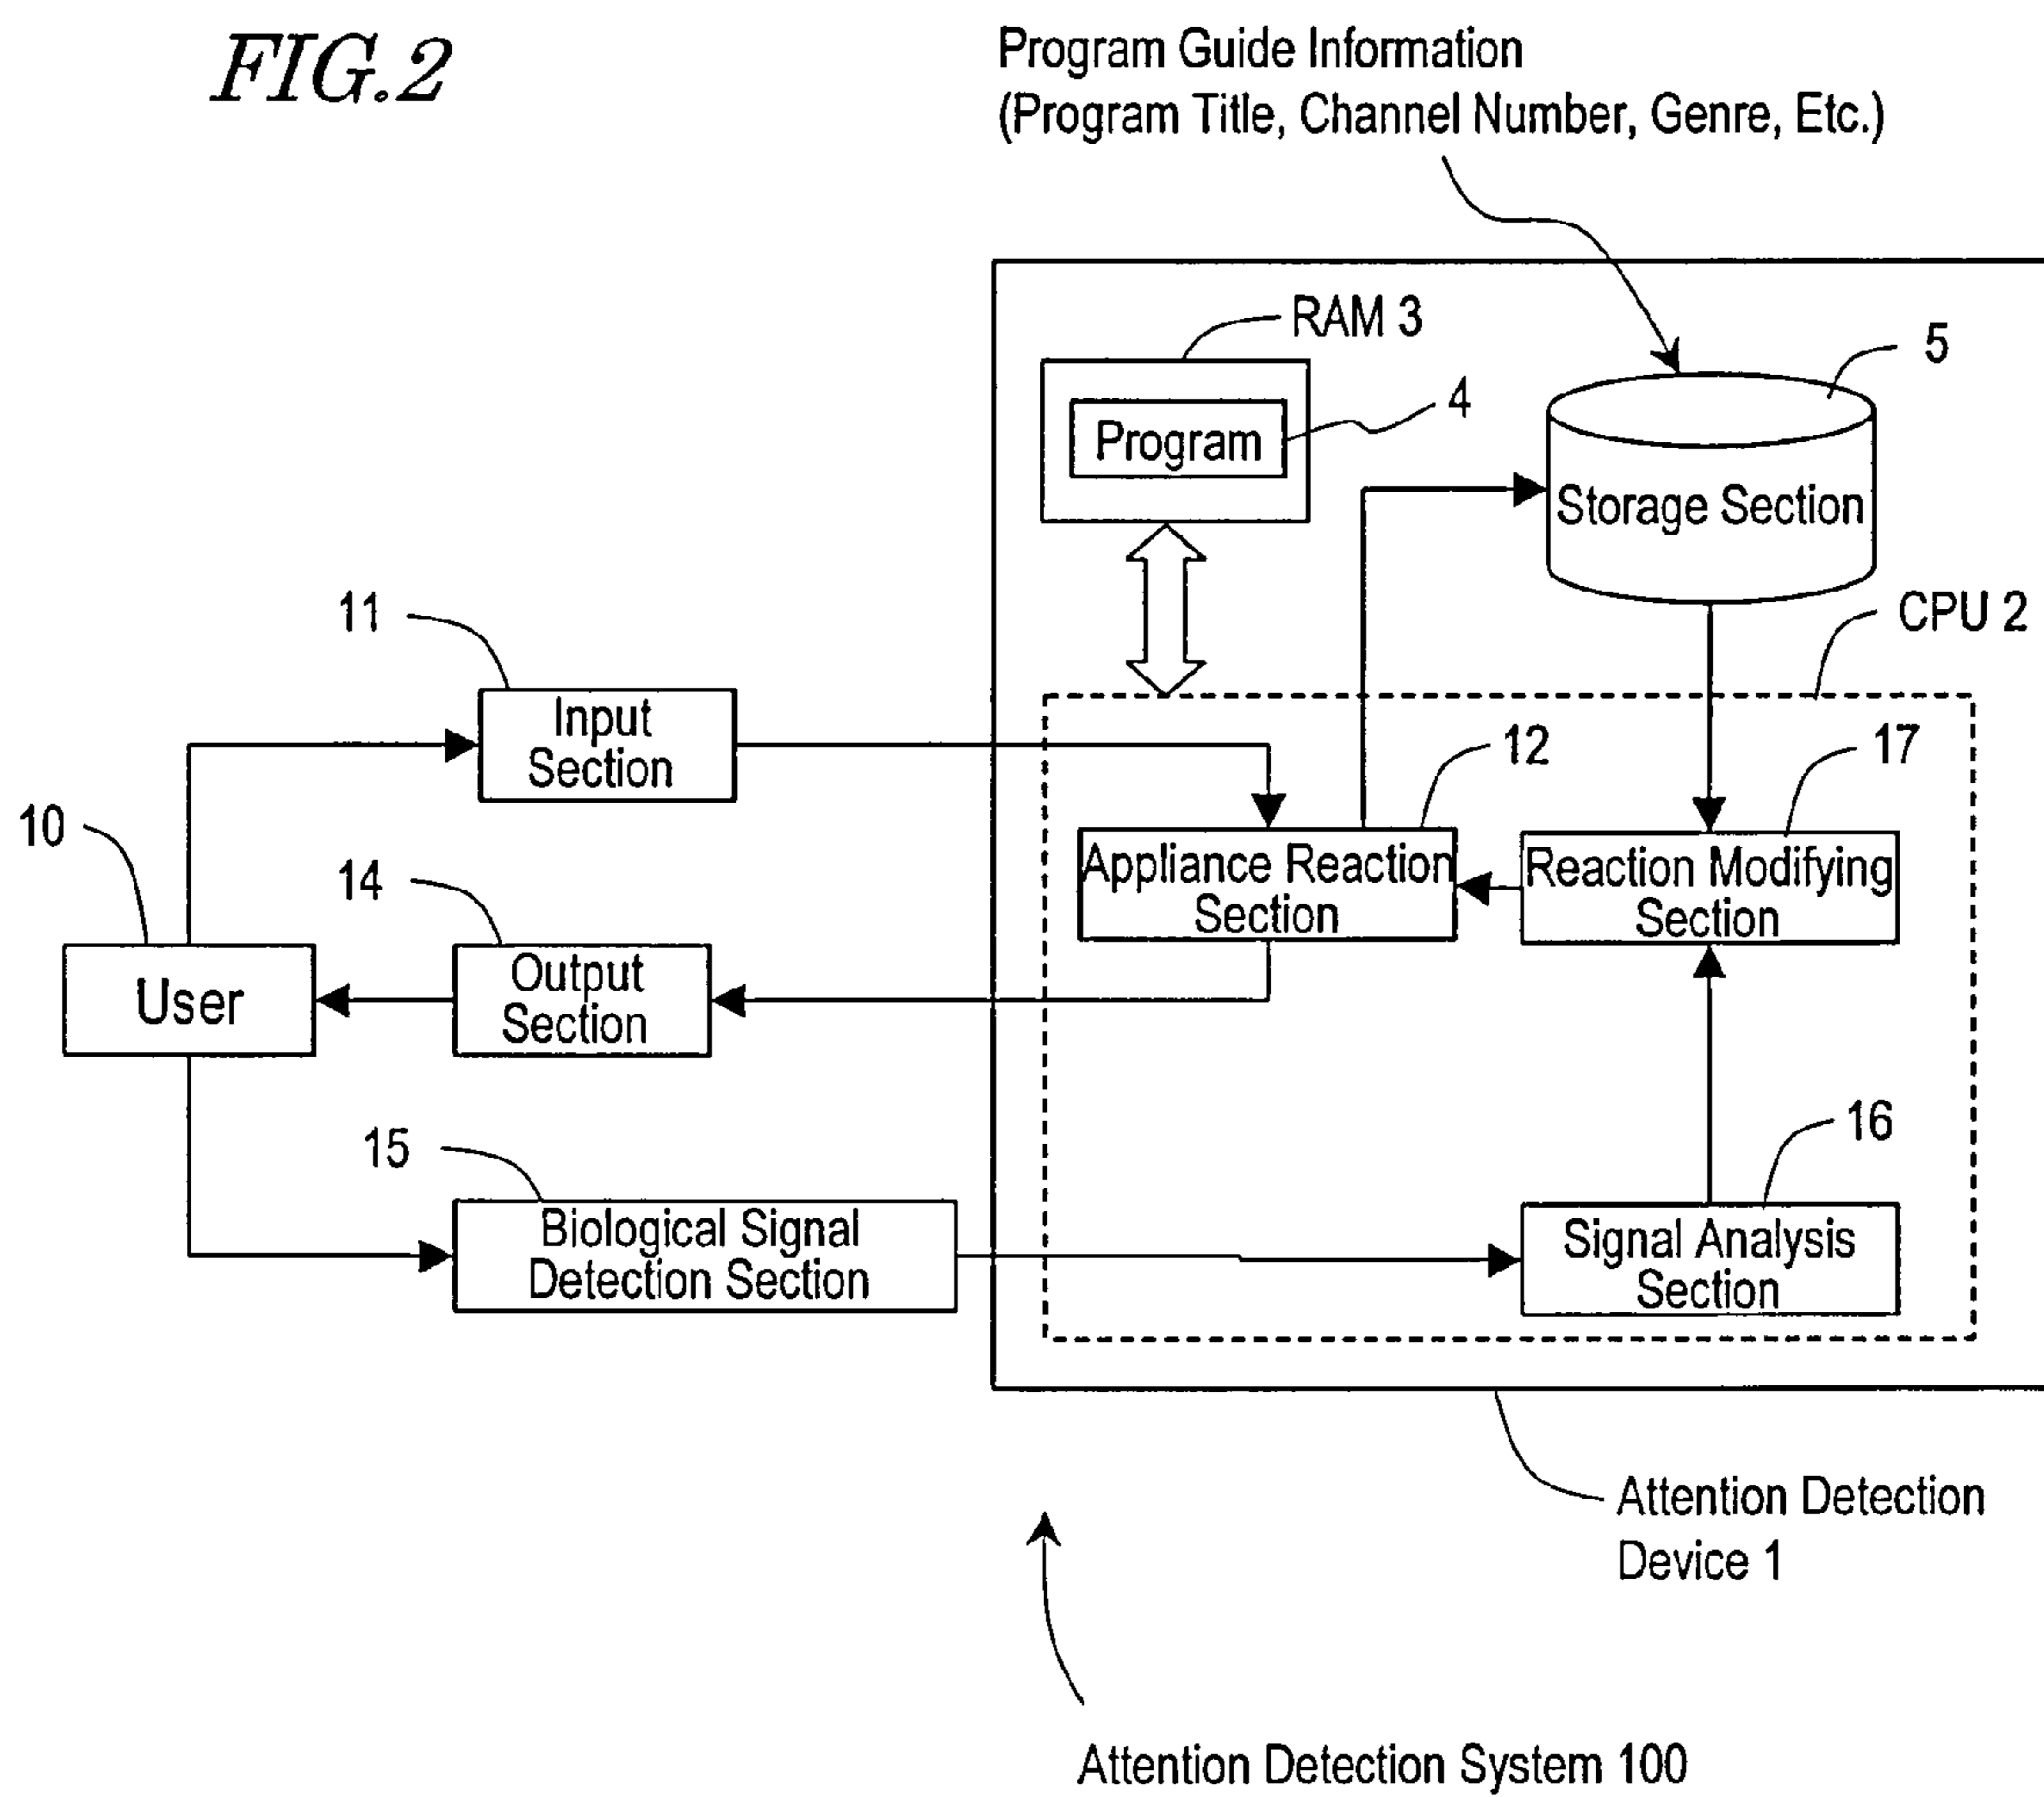 FIG.2
Program Guide Information
(Program Title, Channel Number, Genre, Etc.)
RAM 3
5
4
Program
Storage Section
CPU 2
11
Input
Section
12
17
10
Appliance Reaction
Section
Reaction Modifying
Section
14
User
Output
Section
15
16
Biological Signal
Detection Section
Signal Analysis
Section
Attention Detection
Device 1
Attention Detection System 100